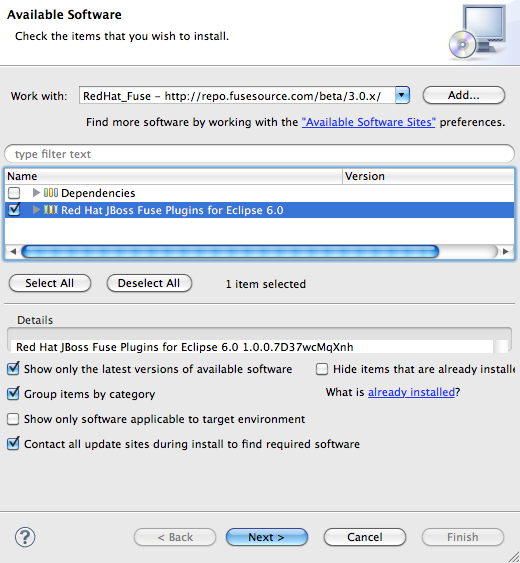 Available Software
Check the items that you wish to install.
Work with: RedHat_Fuse - http://repo.fusesource.com/beta/3.0.x/ Add...
Find more software by working with the "Available Software Sites" preferences.
type filter text
Name Version
Dependencies
Red Hat JBoss Fuse Plugins for Eclipse 6.0
Select All Deselect All 1 item selected
Details
Red Hat JBoss Fuse Plugins for Eclipse 6.0 1.0.0.7D37wcMqXnh
Show only the latest versions of available software Hide items that are already installe
Group items by category What is already installed?
Show only software applicable to target environment
Contact all update sites during install to find required software
? < Back Next > Cancel Finish